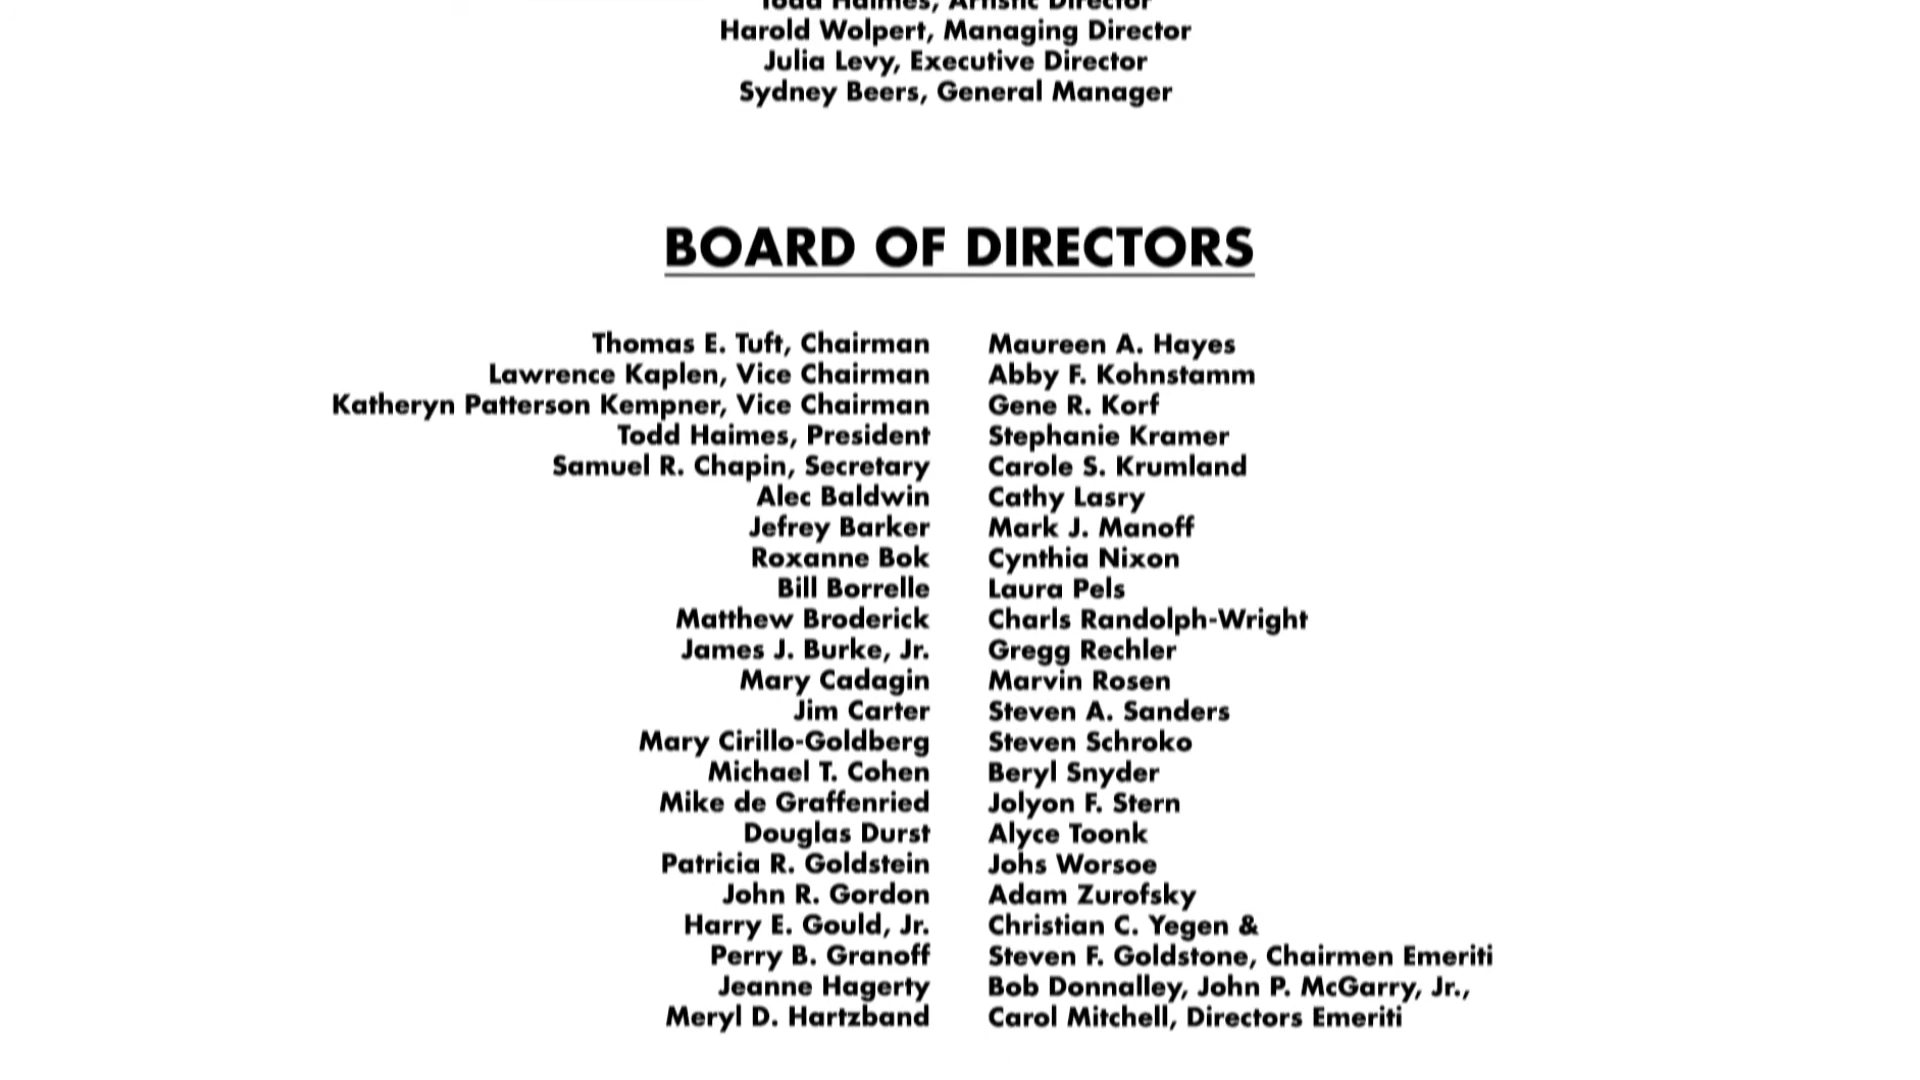 Todd Haimes, Artistic Director
Harold Wolpert, Managing Director
Julia Levy, Executive Director
Sydney Beers, General Manager
BOARD OF DIRECTORS
Thomas E. Tuft, Chairman
Lawrence Kaplen, Vice Chairman
Katheryn Patterson Kempner, Vice Chairman
Todd Haimes, President
Samuel R. Chapin, Secretary
Alec Baldwin
Jefrey Barker
Roxanne Bok
Bill Borrelle
Matthew Broderick
James J. Burke, Jr.
Mary Cadagin
Jim Carter
Mary Cirillo-Goldberg
Michael T. Cohen
Mike de Graffenried
Douglas Durst
Patricia R. Goldstein
John R. Gordon
Harry E. Gould, Jr.
Perry B. Granoff
Jeanne Hagerty
Meryl D. Hartzband
Maureen A. Hayes
Abby F. Kohnstamm
Gene R. Korf
Stephanie Kramer
Carole S. Krumland
Cathy Lasry
Mark J. Manoff
Cynthia Nixon
Laura Pels
Charls Randolph-Wright
Gregg Rechler
Marvin Rosen
Steven A. Sanders
Steven Schroko
Beryl Snyder
Jolyon F. Stern
Alyce Toonk
Johs Worsoe
Adam Zurofsky
Christian C. Yegen &
Steven F. Goldstone, Chairmen Emeriti
Bob Donnalley, John P. McGarry, Jr.,
Carol Mitchell, Directors Emeriti